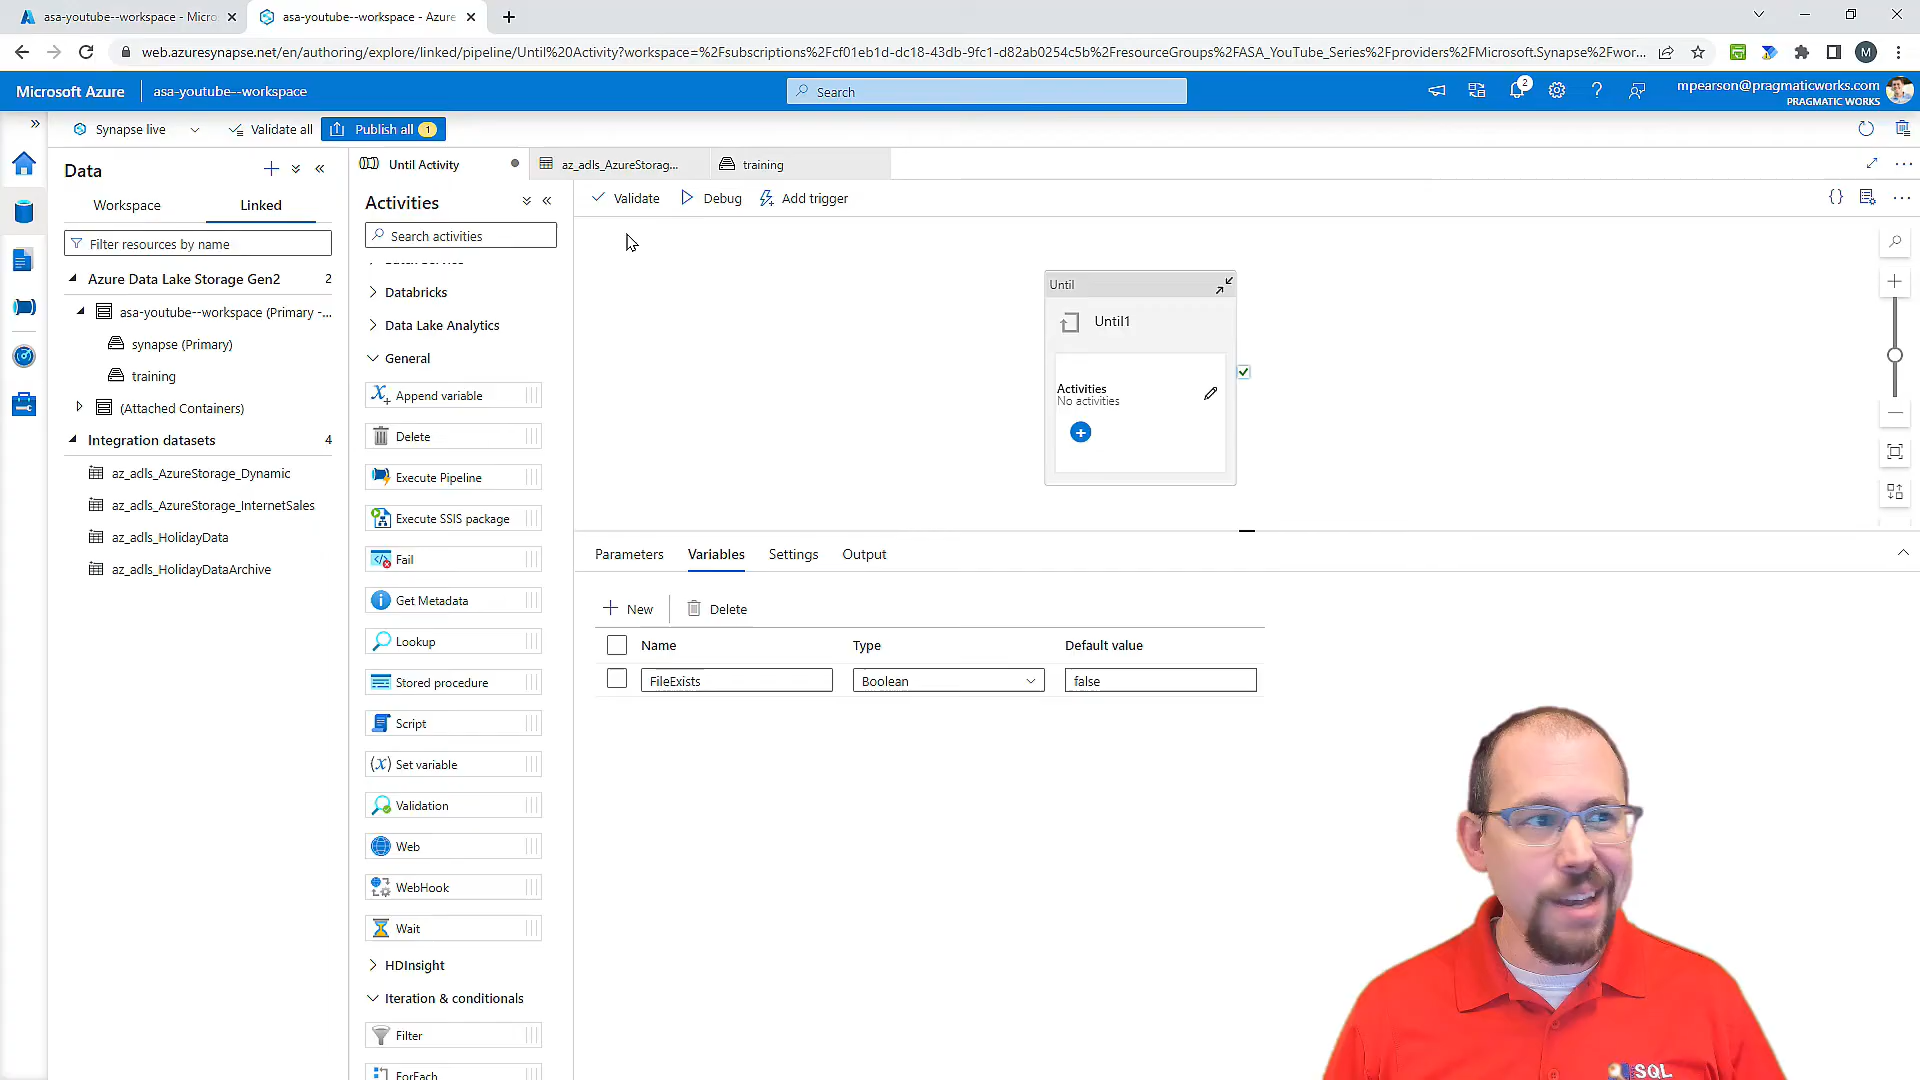 asa-youtube--workspace - Micro
asa-youtube--workspace - Azure
web.azuresynapse.net/en/authoring/explore/linked/pipeline/Until%20Activity?workspace=%2Fsubscriptions%2Fcf01eb1d-dc18-43db-9fc1-d82ab0254c5b%2FresourceGroups%2FASA_YouTube_Series%2Fproviders%2FMicrosoft.Synapse%2Fwor...
M
Microsoft Azure
asa-youtube--workspace
Search
2
mpearson@pragmaticworks.com
PRAGMATIC WORKS
Synapse live
Validate all
Publish all 1
Data
Workspace
Linked
Filter resources by name
Azure Data Lake Storage Gen2 2
asa-youtube--workspace (Primary -...
synapse (Primary)
training
(Attached Containers)
Integration datasets 4
az_adls_AzureStorage_Dynamic
az_adls_AzureStorage_InternetSales
az_adls_HolidayData
az_adls_HolidayDataArchive
Until Activity
az_adls_AzureStorag...
training
Activities
Search activities
Databricks
Data Lake Analytics
General
Append variable
Delete
Execute Pipeline
Execute SSIS package
Fail
Get Metadata
Lookup
Stored procedure
Script
Set variable
Validation
Web
WebHook
Wait
HDInsight
Iteration & conditionals
Filter
ForEach
Validate
Debug
Add trigger
Until
Until1
Activities
No activities
Parameters
Variables
Settings
Output
New
Delete
Name
Type
Default value
FileExists
Boolean
false
SQL